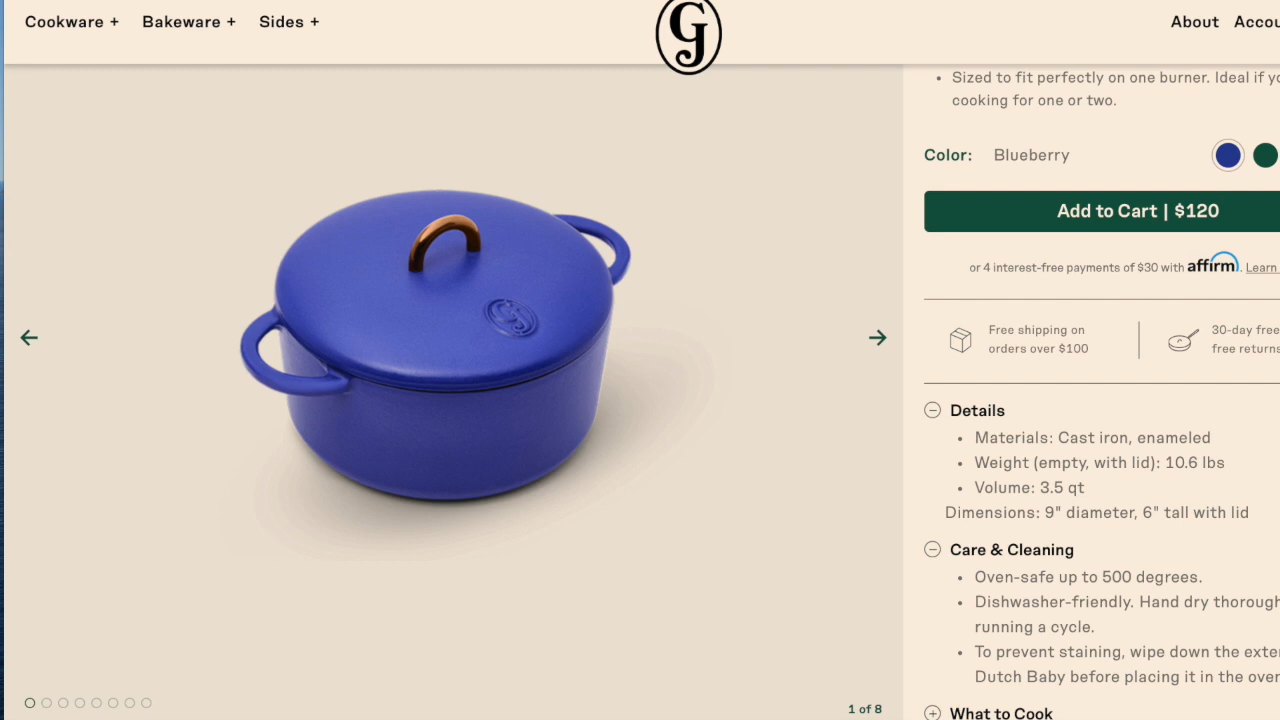 Cookware +
Bakeware +
Sides +
GJ
About
Sized to fit perfectly on one burner. Ideal if
cooking for one or two.
Color: Blueberry
Add to Cart | $120
or 4 interest-free payments of $30 with affirm. Learn
Free shipping on
orders over $100
30-day free
free returns
Details
Materials: Cast iron, enameled
Weight (empty, with lid): 10.6 lbs
Volume: 3.5 qt
Dimensions: 9" diameter, 6" tall with lid
Care & Cleaning
Oven-safe up to 500 degrees.
Dishwasher-friendly. Hand dry
running a cycle.
To prevent staining, wipe down the
Dutch Baby before placing it in the
What to Cook
1 of 8